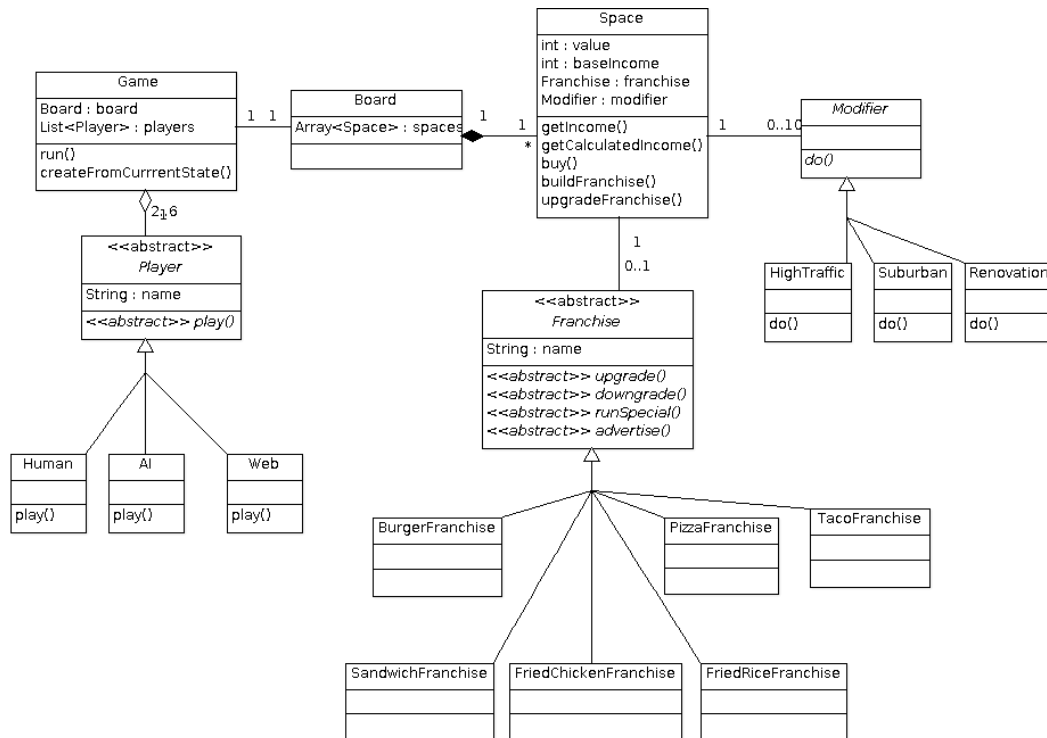 Space
int : value
int : baseIncome
Franchise : franchise
Modifier : modifier
getIncome()
getCalculatedIncome()
buy()
buildFranchise()
upgradeFranchise()
Game
Board : board
List<Player> : players
run()
createFromCurrrentState()
1 1
Board
Array<Space> : spaces
1 1
*
1 0..10
Modifier
do()
2..6
1
<<abstract>>
Player
String : name
<<abstract>> play()
1
0..1
HighTraffic
do()
Suburban
do()
Renovation
do()
<<abstract>>
Franchise
String : name
<<abstract>> upgrade()
<<abstract>> downgrade()
<<abstract>> runSpecial()
<<abstract>> advertise()
Human
play()
AI
play()
Web
play()
BurgerFranchise
PizzaFranchise
TacoFranchise
SandwichFranchise
FriedChickenFranchise
FriedRiceFranchise